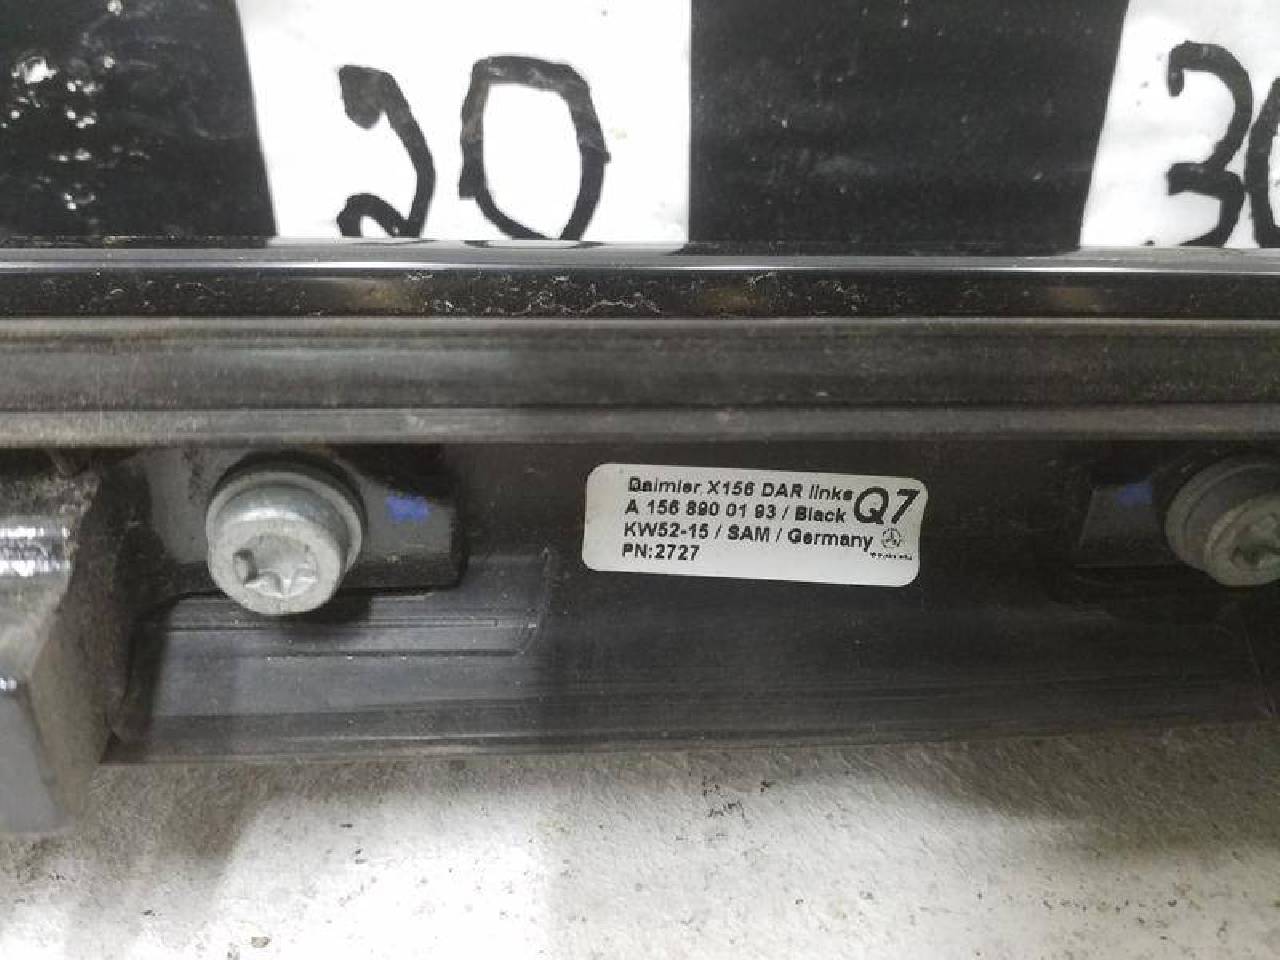 20
30
Daimler X156 DAR links
A 156 890 01 93 / Black
Q7
KW52-15 / SAM / Germany
PN:2727